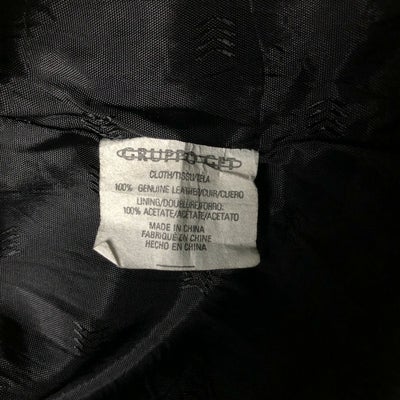 GRUPPO GPT
CLOTH/TISSU/TELA
100% GENUINE LEATHER/CUIR/CUERO
LINING/DOUBLURE/FORRO:
100% ACETATE/ACETATE/ACETATO
MADE IN CHINA
FABRIQUE EN CHINE
HECHO EN CHINA